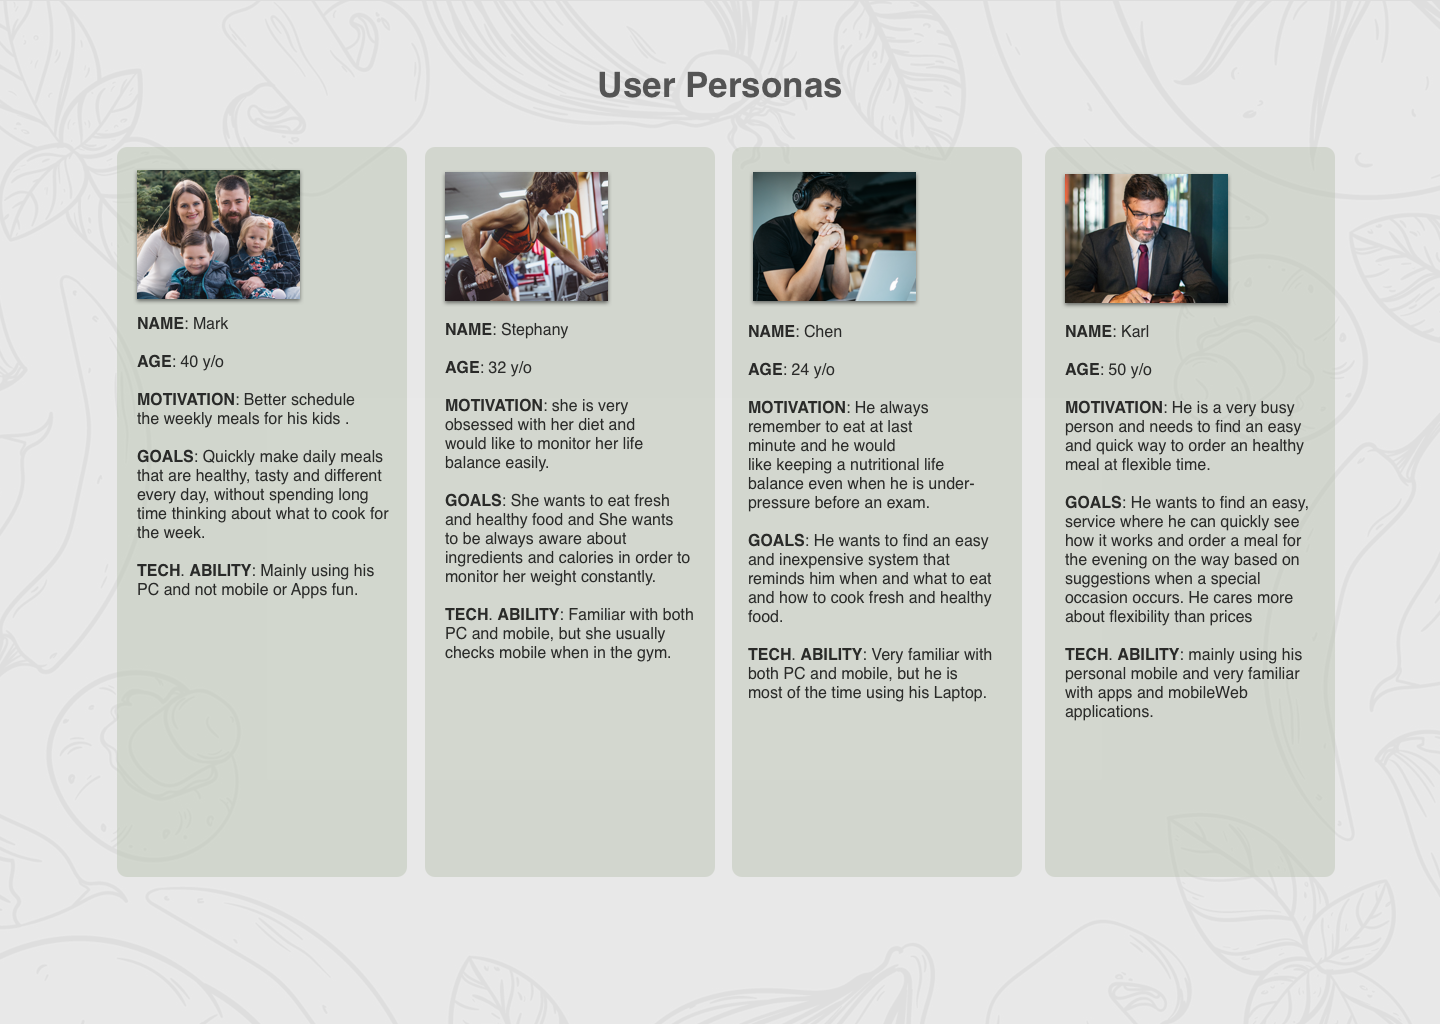 User Personas
NAME: Mark
AGE: 40 y/o
MOTIVATION: Better schedule
the weekly meals for his kids .
GOALS: Quickly make daily meals
that are healthy, tasty and different
every day, without spending long
time thinking about what to cook for
the week.
TECH. ABILITY: Mainly using his
PC and not mobile or Apps fun.
NAME: Stephany
AGE: 32 y/o
MOTIVATION: she is very
obsessed with her diet and
would like to monitor her life
balance easily.
GOALS: She wants to eat fresh
and healthy food and She wants
to be always aware about
ingredients and calories in order to
monitor her weight constantly.
TECH. ABILITY: Familiar with both
PC and mobile, but she usually
checks mobile when in the gym.
NAME: Chen
AGE: 24 y/o
MOTIVATION: He always
remember to eat at last
minute and he would
like keeping a nutritional life
balance even when he is under-
pressure before an exam.
GOALS: He wants to find an easy
and inexpensive system that
reminds him when and what to eat
and how to cook fresh and healthy
food.
TECH. ABILITY: Very familiar with
both PC and mobile, but he is
most of the time using his Laptop.
NAME: Karl
AGE: 50 y/o
MOTIVATION: He is a very busy
person and needs to find an easy
and quick way to order an healthy
meal at flexible time.
GOALS: He wants to find an easy,
service where he can quickly see
how it works and order a meal for
the evening on the way based on
suggestions when a special
occasion occurs. He cares more
about flexibility than prices
TECH. ABILITY: mainly using his
personal mobile and very familiar
with apps and mobileWeb
applications.